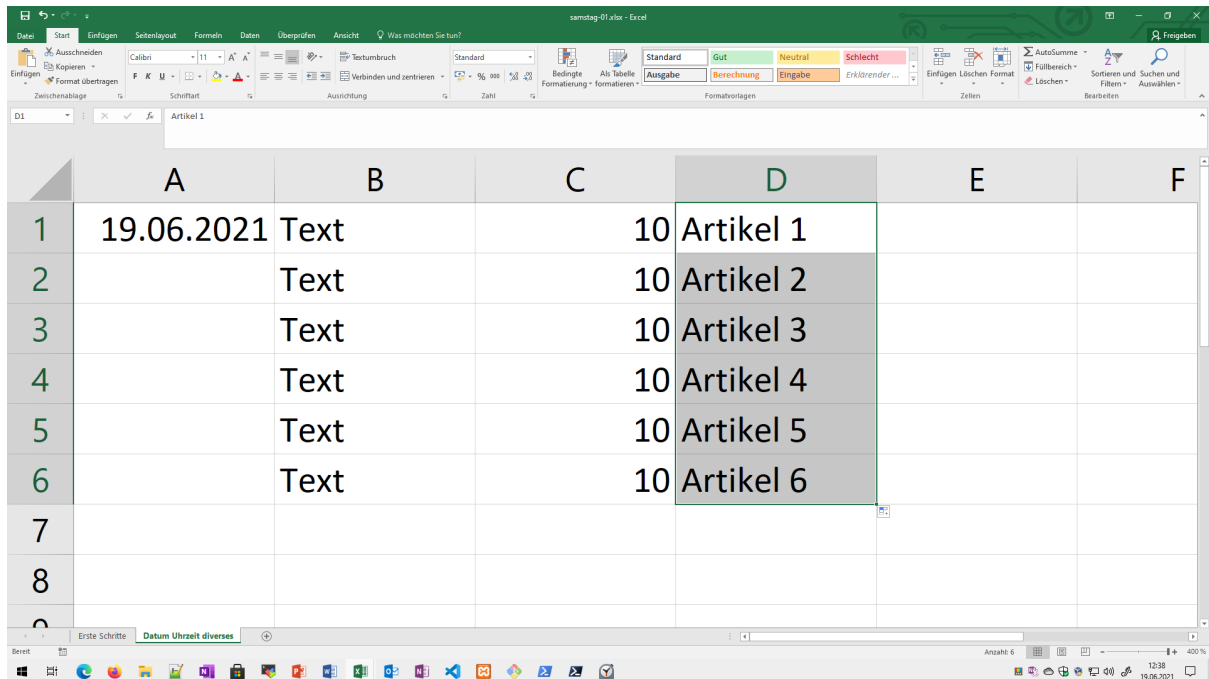 samstag-01.xlsx - Excel
Datei Start Einfügen Seitenlayout Formeln Daten Überprüfen Ansicht Was möchten Sie tun? Freigeben
Einfügen
Ausschneiden
Kopieren
Format übertragen
Zwischenablage
Calibri 11
F K U
Schriftart
Textumbruch
Verbinden und zentrieren
Ausrichtung
Standard
% 000
Zahl
Bedingte Formatierung
Als Tabelle formatieren
Standard Gut Neutral Schlecht
Ausgabe Berechnung Eingabe Erklärender ...
Formatvorlagen
Einfügen Löschen Format
Zellen
AutoSumme
Füllbereich
Löschen
Sortieren und Filtern
Suchen und Auswählen
Bearbeiten
D1 fx Artikel 1
A B C D E F
1 19.06.2021 Text 10 Artikel 1
2 Text 10 Artikel 2
3 Text 10 Artikel 3
4 Text 10 Artikel 4
5 Text 10 Artikel 5
6 Text 10 Artikel 6
7
8
Erste Schritte Datum Uhrzeit diverses
Bereit Anzahl: 6 400 %
12:38
19.06.2021